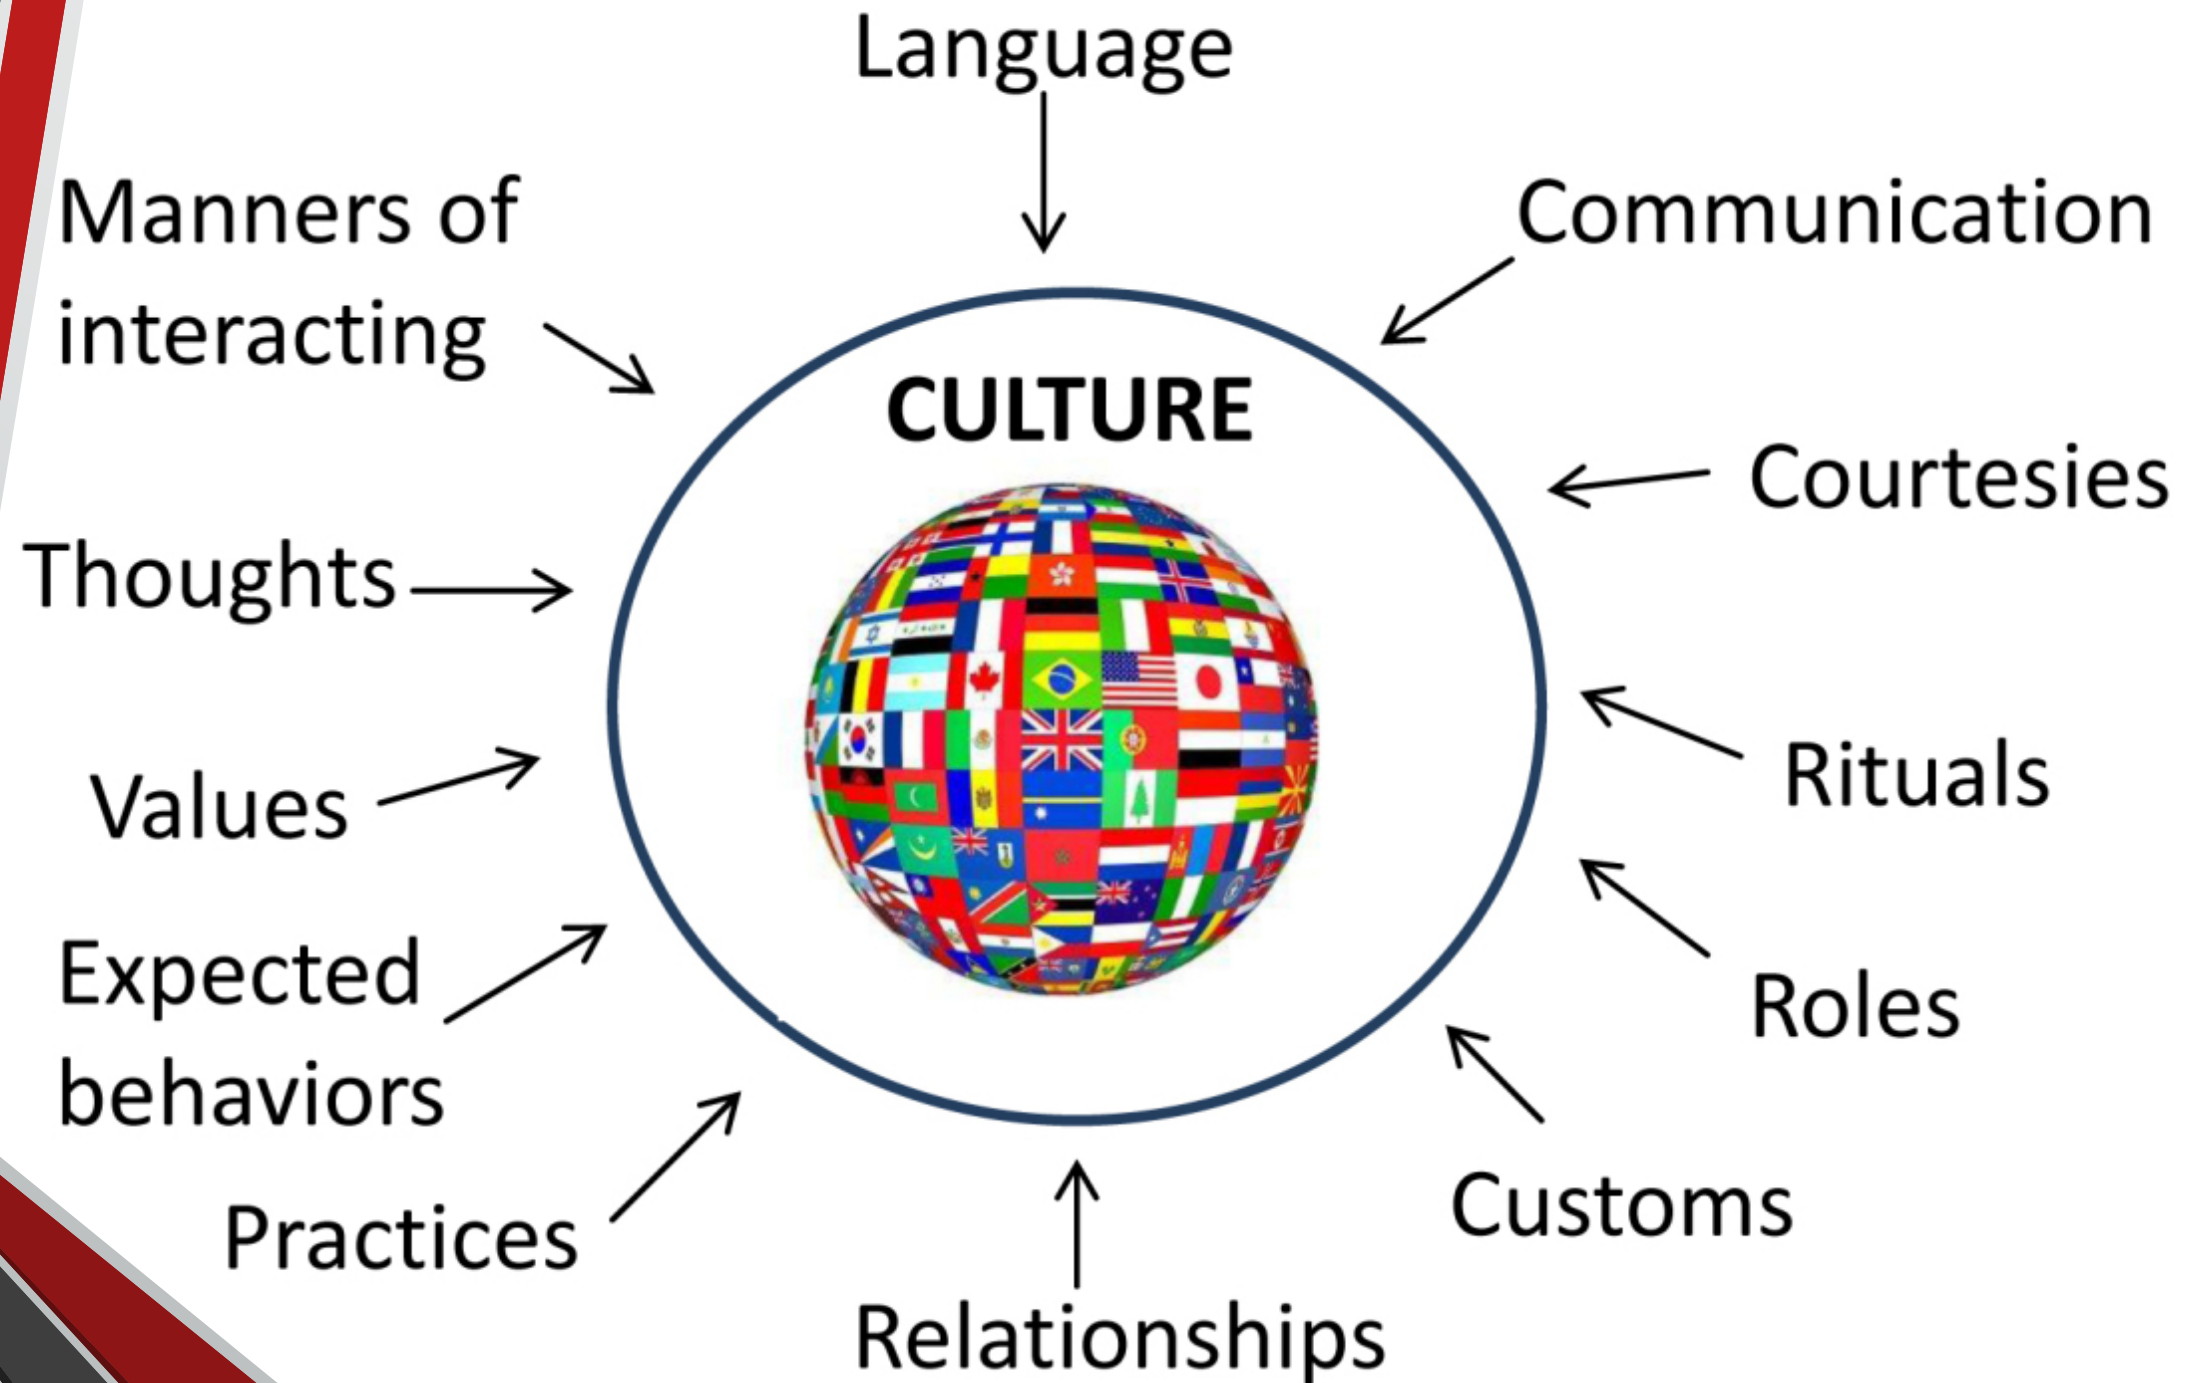 Language
Manners of
interacting
Communication
CULTURE
Courtesies
Thoughts
Values
Rituals
Expected
behaviors
Roles
Practices
Customs
Relationships